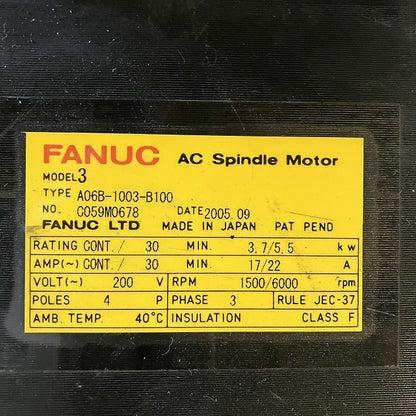 FANUC AC Spindle Motor
MODEL 3
TYPE A06B-1003-B100
NO. C059M0678 DATE 2005.09
FANUC LTD MADE IN JAPAN PAT PEND
RATING CONT./ 30 MIN. 3.7/5.5 kw
AMP(~) CONT./ 30 MIN. 17/22 A
VOLT(~) 200 V RPM 1500/6000 rpm
POLES 4 P PHASE 3 RULE JEC-37
AMB. TEMP. 40°C INSULATION CLASS F